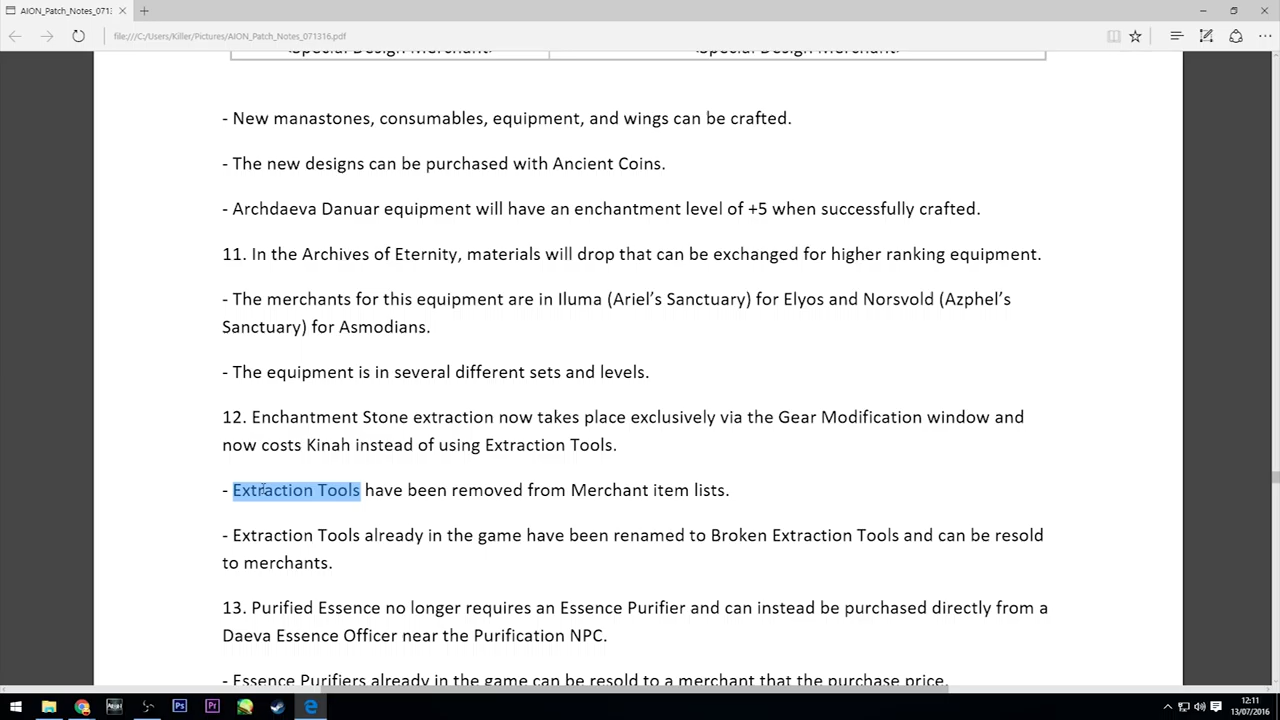 AION_Patch_Notes_0713
file:///C:/Users/Killer/Pictures/AION_Patch_Notes_071316.pdf
<Special Design Merchant> <Special Design Merchant>
- New manastones, consumables, equipment, and wings can be crafted.
- The new designs can be purchased with Ancient Coins.
- Archdaeva Danuar equipment will have an enchantment level of +5 when successfully crafted.
11. In the Archives of Eternity, materials will drop that can be exchanged for higher ranking equipment.
- The merchants for this equipment are in Iluma (Ariel’s Sanctuary) for Elyos and Norsvold (Azphel’s
Sanctuary) for Asmodians.
- The equipment is in several different sets and levels.
12. Enchantment Stone extraction now takes place exclusively via the Gear Modification window and
now costs Kinah instead of using Extraction Tools.
- Extraction Tools have been removed from Merchant item lists.
- Extraction Tools already in the game have been renamed to Broken Extraction Tools and can be resold
to merchants.
13. Purified Essence no longer requires an Essence Purifier and can instead be purchased directly from a
Daeva Essence Officer near the Purification NPC.
- Essence Purifiers already in the game can be resold to a merchant that the purchase price.
12:11
13/07/2016